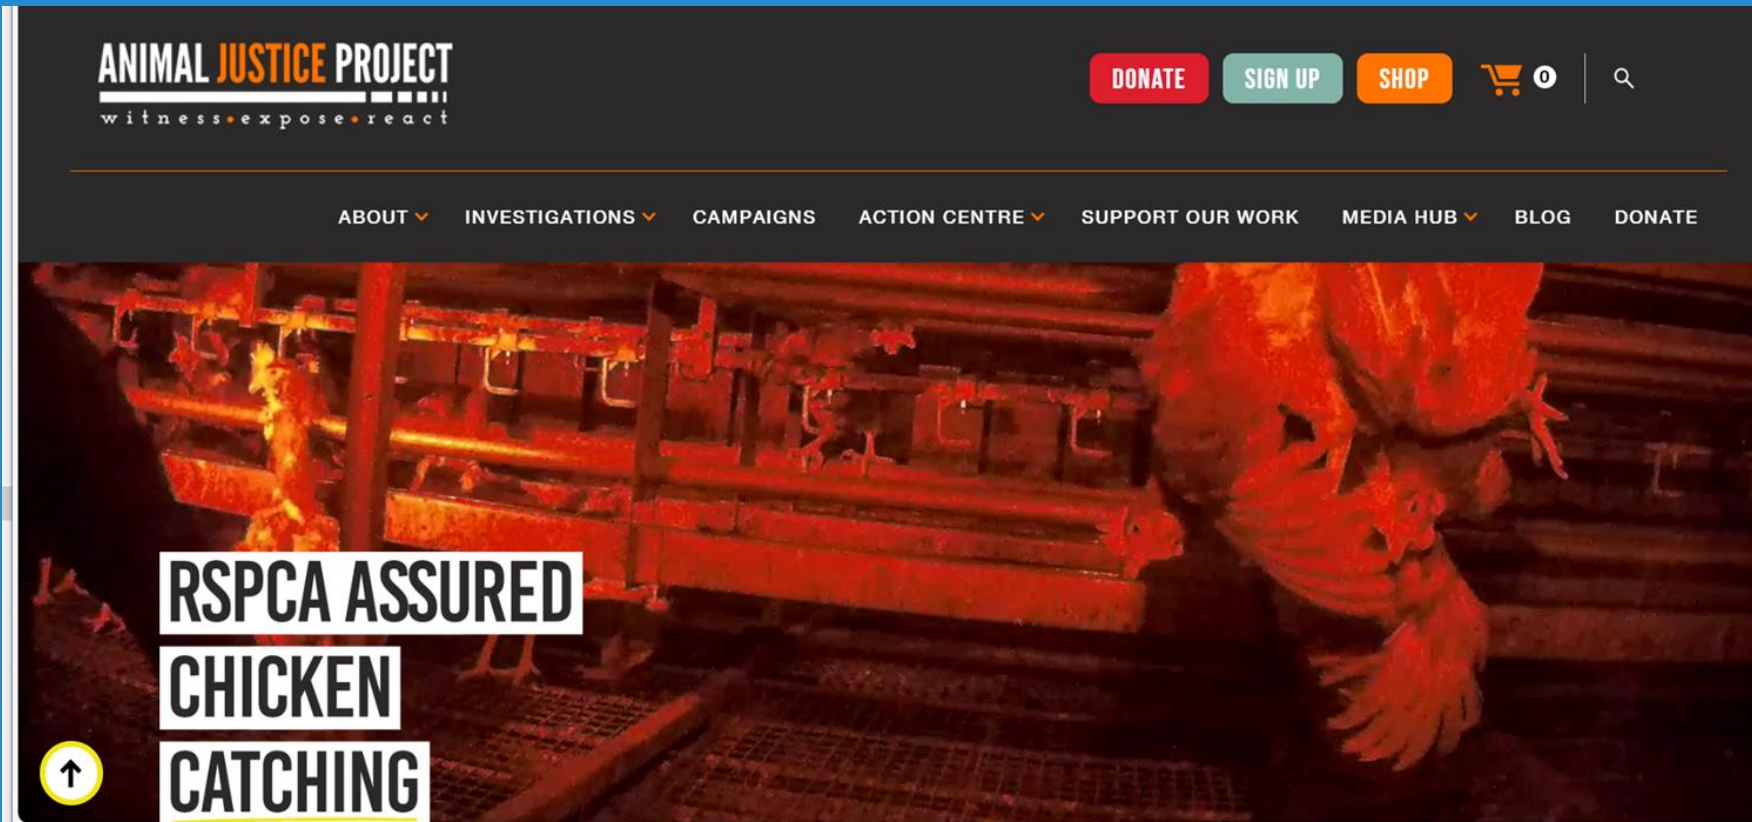 ANIMAL JUSTICE PROJECT
witness•expose•react
DONATE
SIGN UP
SHOP
0
ABOUT
INVESTIGATIONS
CAMPAIGNS
ACTION CENTRE
SUPPORT OUR WORK
MEDIA HUB
BLOG
DONATE
RSPCA ASSURED
CHICKEN
CATCHING